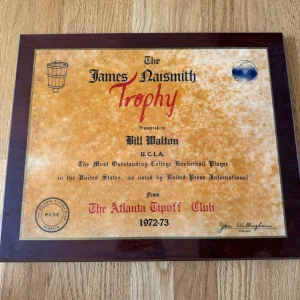 The
James Naismith
Trophy
Presented to
Bill Walton
U.C.L.A.
The Most Outstanding College Basketball Player
in the United States, as voted by United Press International
From
The Atlanta Tipoff Club
1972-73